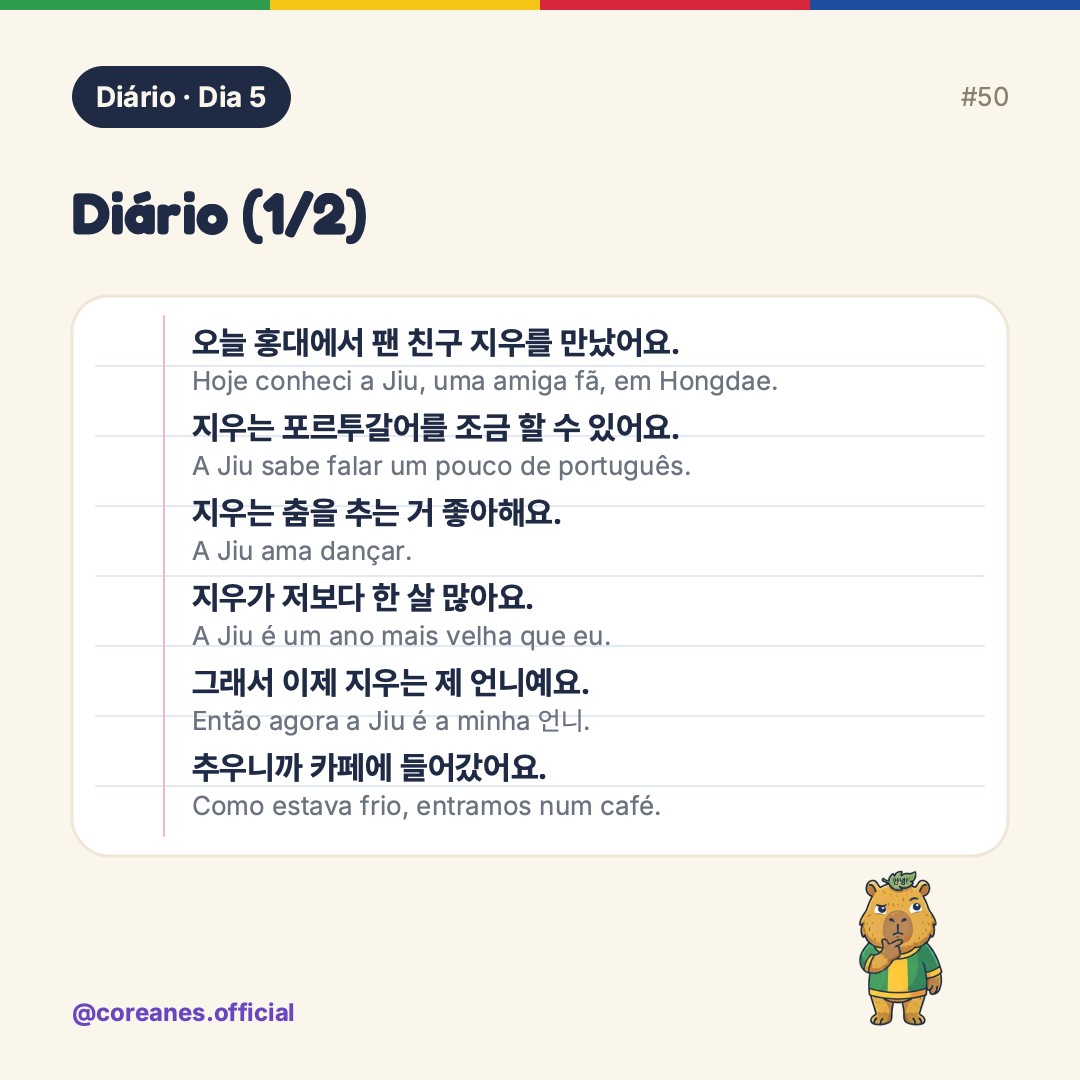 Diário · Dia 5
#50
Diário (1/2)
오늘 홍대에서 팬 친구 지우를 만났어요.
Hoje conheci a Jiu, uma amiga fã, em Hongdae.
지우는 포르투갈어를 조금 할 수 있어요.
A Jiu sabe falar um pouco de português.
지우는 춤을 추는 거 좋아해요.
A Jiu ama dançar.
지우가 저보다 한 살 많아요.
A Jiu é um ano mais velha que eu.
그래서 이제 지우는 제 언니예요.
Então agora a Jiu é a minha 언니.
추우니까 카페에 들어갔어요.
Como estava frio, entramos num café.
안녕!
@coreanes.official